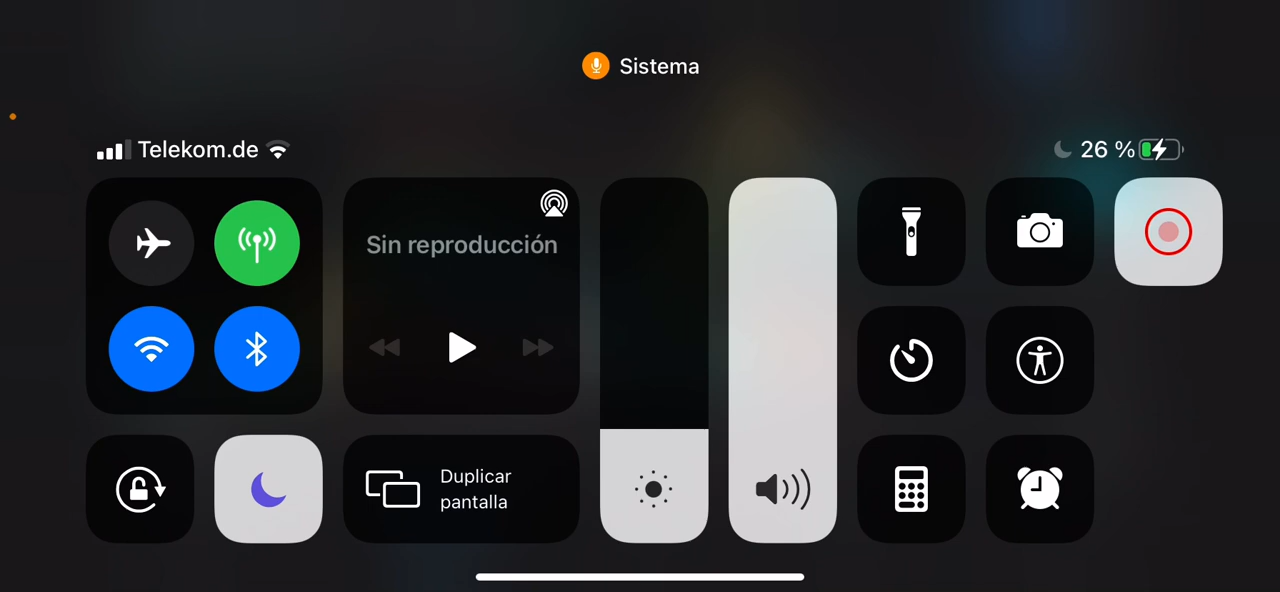 Sistema
Telekom.de
26 %
Sin reproducción
Duplicar
pantalla